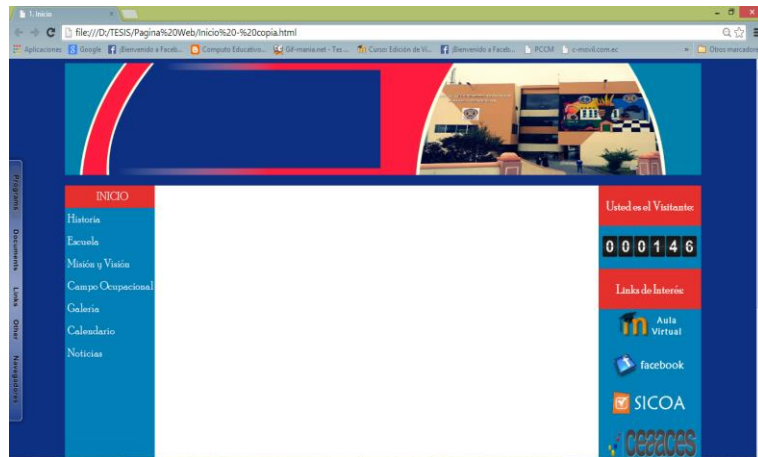 1. Inicio
file:///D:/TESIS/Pagina%20Web/Inicio%20-%20copia.html
Aplicaciones Google ¡Bienvenido a Faceb... Computo Educativo... Gif-mania.net - Tes... Curso: Edición de Vi... ¡Bienvenido a Faceb... PCCM c-movil.com.ec » Otros marcadores
Programs
Documents
Links
Other
Navegadores
INICIO
Historia
Escuela
Misión y Visión
Campo Ocupacional
Galeria
Calendario
Noticias
Usted es el Visitante:
000146
Links de Interés:
Aula
Virtual
facebook
SICOA
ceaaces